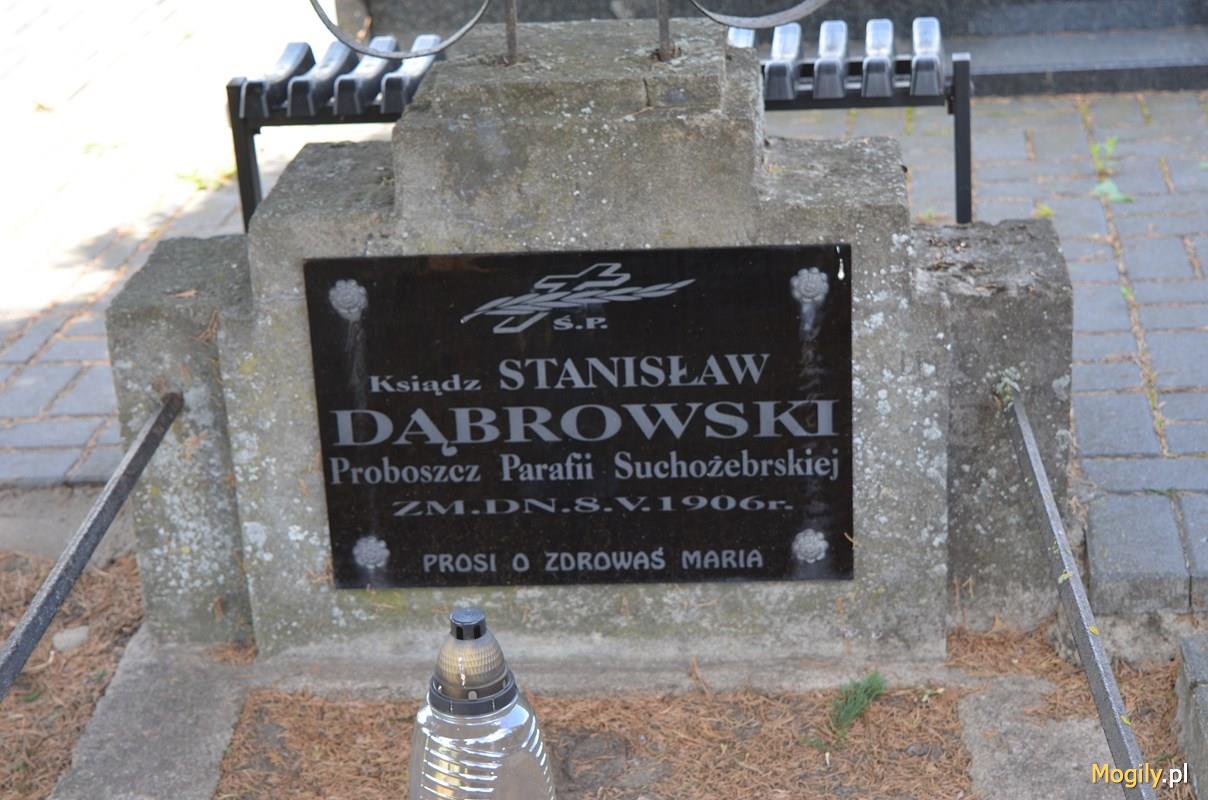 Ś.P.
Ksiądz STANISŁAW
DĄBROWSKI
Proboszcz Parafii Suchożebrskiej
ZM.DN.8.V.1906r.
PROSI O ZDROWAŚ MARIA
Mogily.pl